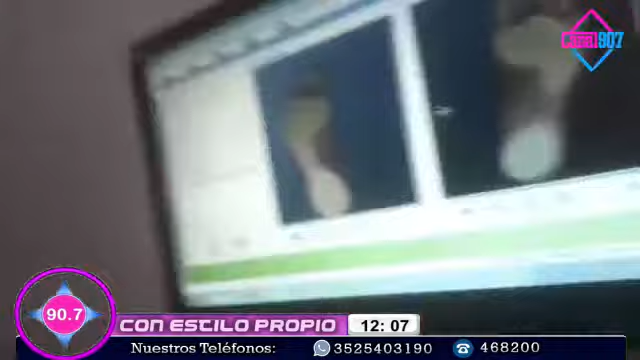 Canal 907
90.7
CON ESTILO PROPIO
12:07
Nuestros Teléfonos: 3525403190 468200